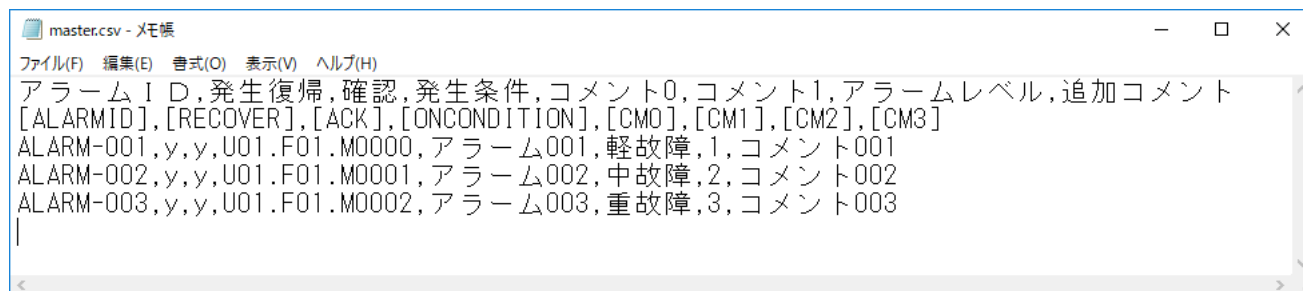 master.csv - メモ帳
ファイル(F) 編集(E) 書式(O) 表示(V) ヘルプ(H)
アラームＩＤ,発生復帰,確認,発生条件,コメント0,コメント1,アラームレベル,追加コメント
[ALARMID],[RECOVER],[ACK],[ONCONDITION],[CM0],[CM1],[CM2],[CM3]
ALARM-001,y,y,U01.F01.M0000,アラーム001,軽故障,1,コメント001
ALARM-002,y,y,U01.F01.M0001,アラーム002,中故障,2,コメント002
ALARM-003,y,y,U01.F01.M0002,アラーム003,重故障,3,コメント003